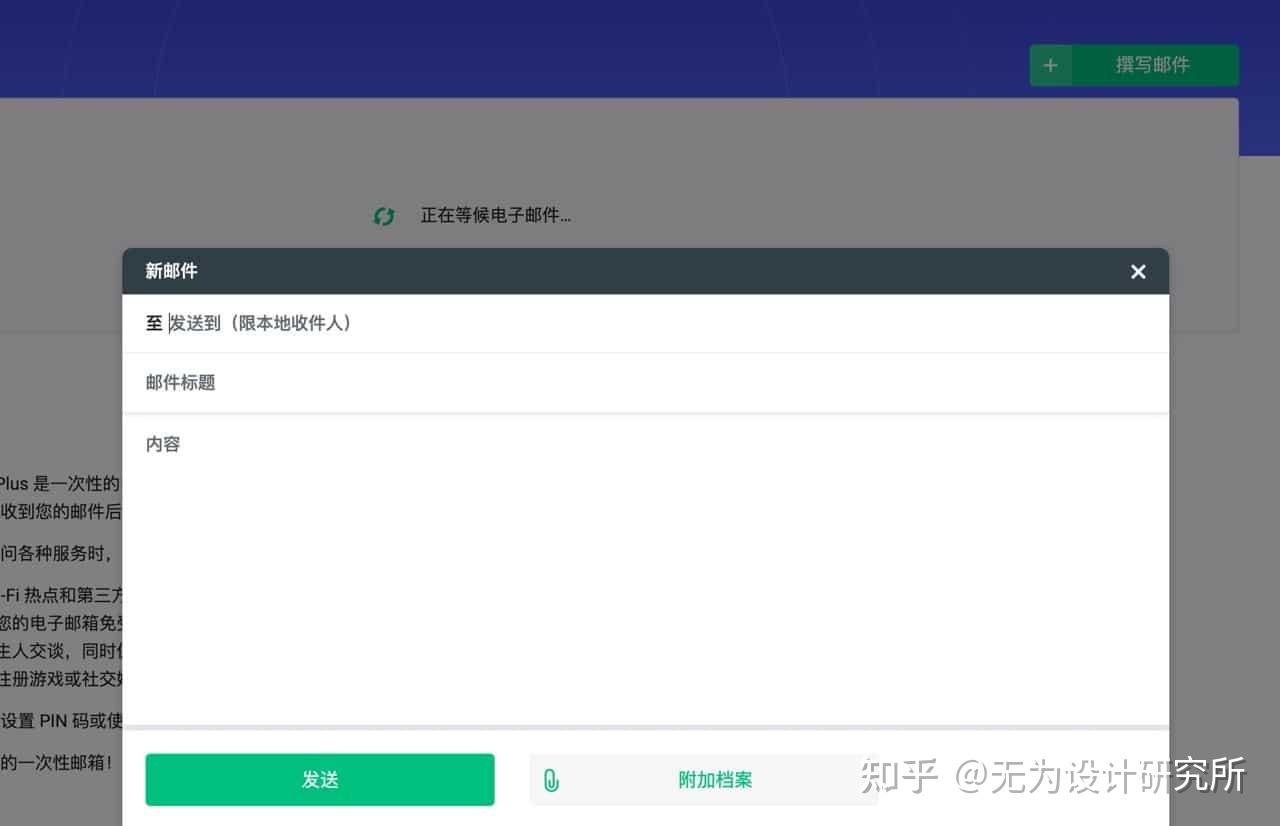 + 撰写邮件
正在等候电子邮件...
新邮件
至 发送到（限本地收件人）
邮件标题
内容
Plus 是一次性的
收到您的邮件后
问各种服务时，
-Fi 热点和第三方
您的电子邮箱免受
主人交谈，同时
注册游戏或社交
设置 PIN 码或使
的一次性邮箱！
发送
附加档案
知乎 @无为设计研究所